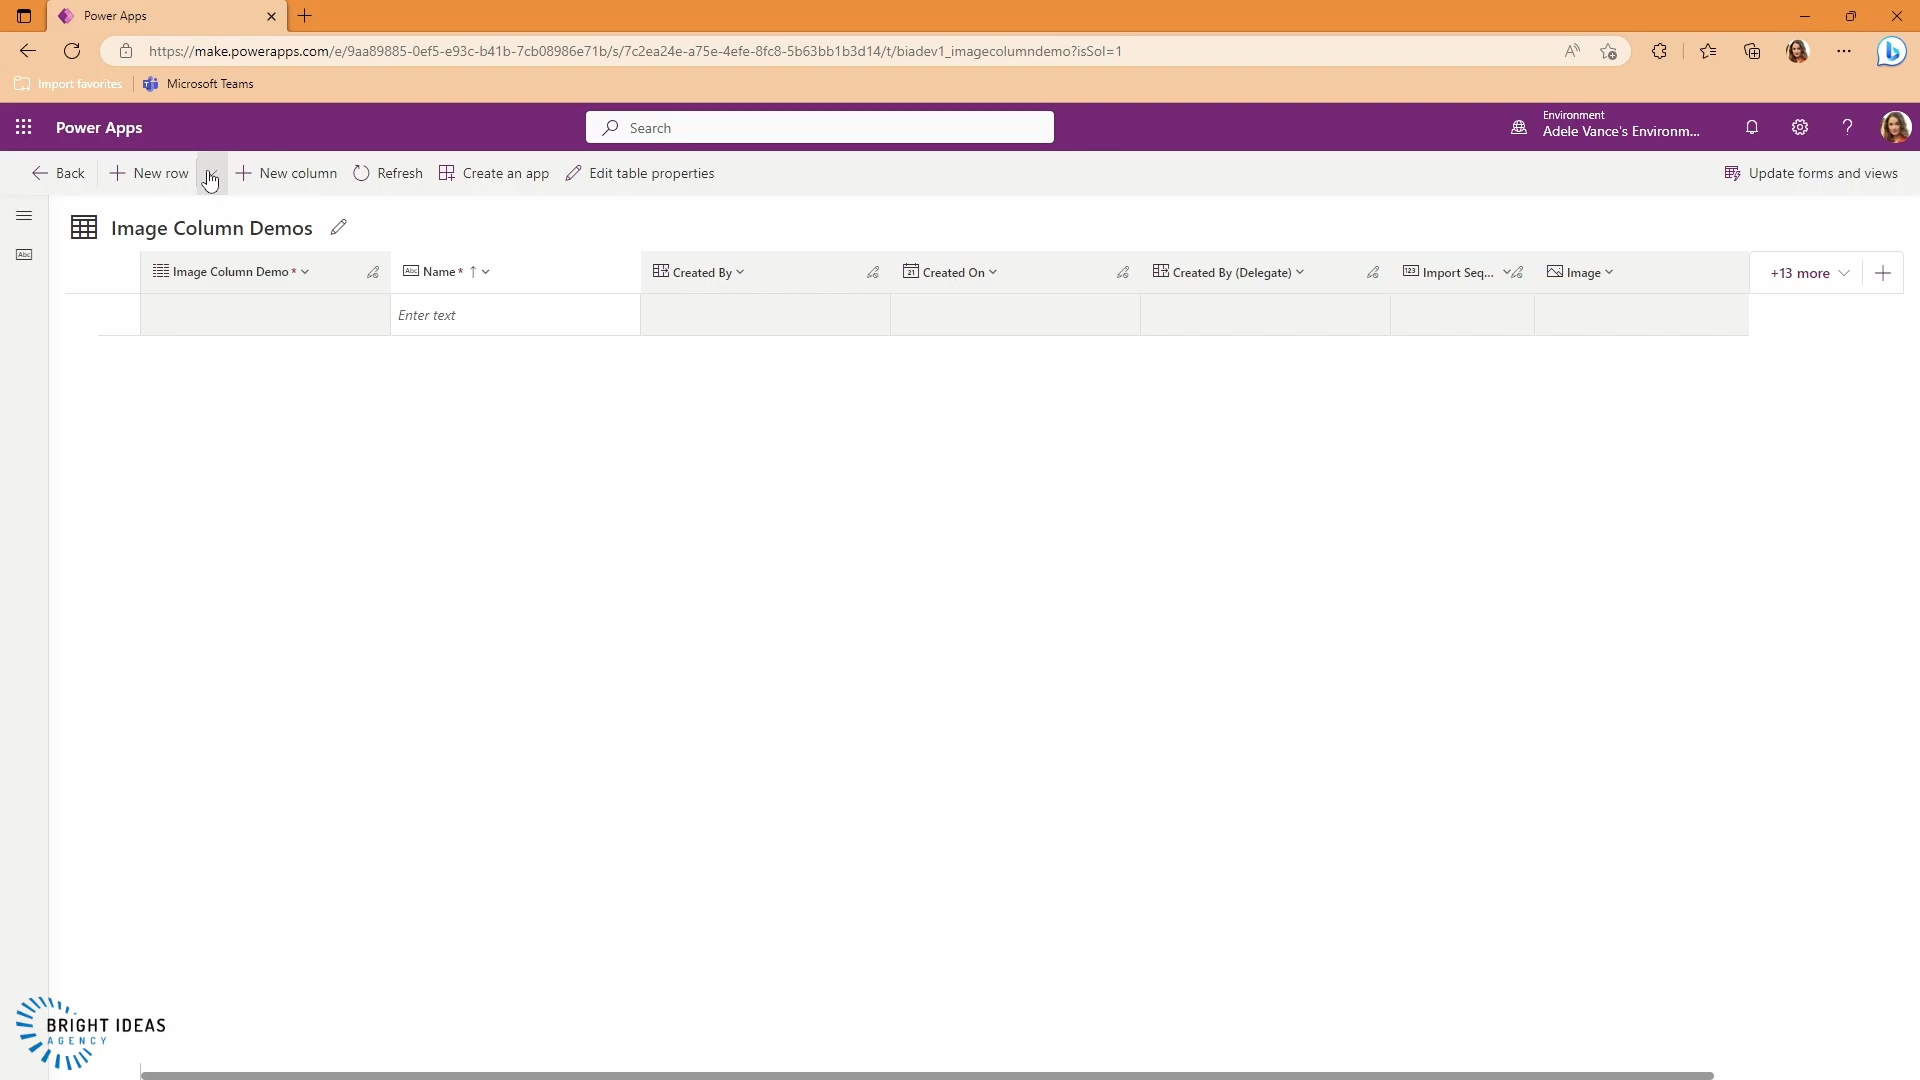 Power Apps
https://make.powerapps.com/e/9aa89885-0ef5-e93c-b41b-7cb08986e71b/s/7c2ea24e-a75e-4efe-8fc8-5b63bb1b3d14/t/biadev1_imagecolumndemo?isSol=1
Import favorites
Microsoft Teams
Power Apps
Search
Environment
Adele Vance's Environm...
Back
New row
New column
Refresh
Create an app
Edit table properties
Update forms and views
Image Column Demos
Image Column Demo *
Name *
Created By
Created On
Created By (Delegate)
Import Seq...
Image
+13 more
Enter text
BRIGHT IDEAS
AGENCY